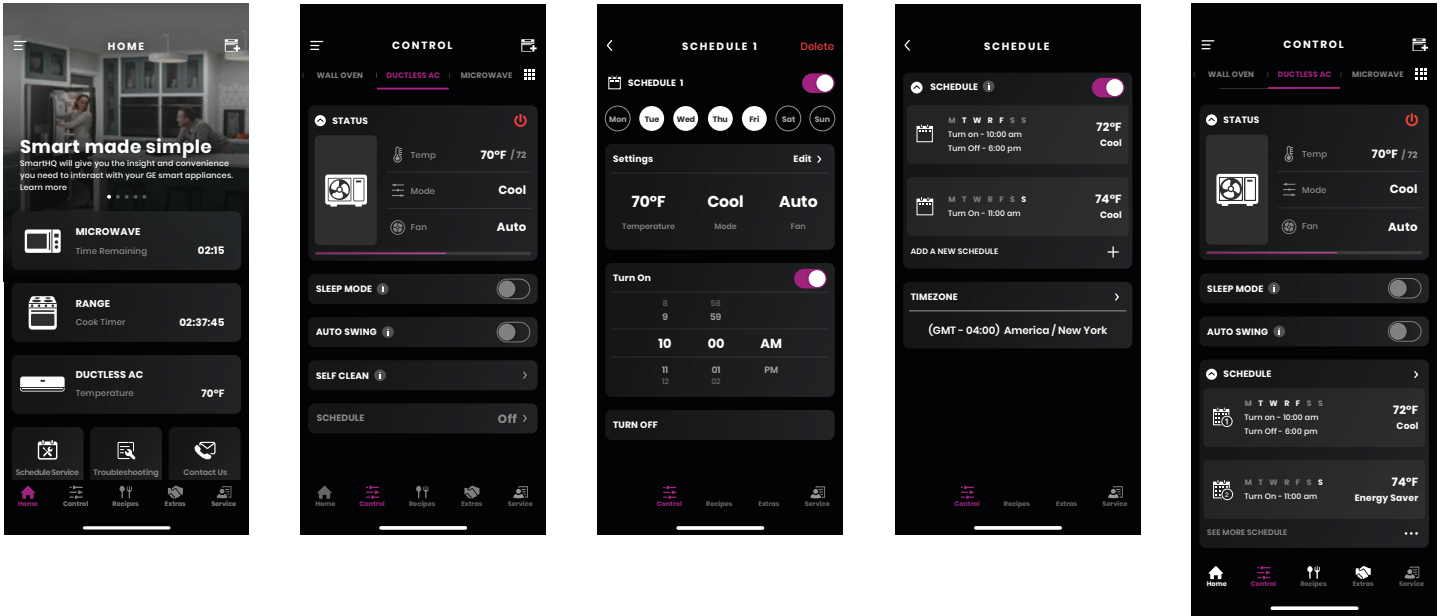 HOME
Smart made simple
SmartHQ will give you the insight and convenience
you need to interact with your GE smart appliances.
Learn more
MICROWAVE
Time Remaining 02:15
RANGE
Cook Timer 02:37:45
DUCTLESS AC
Temperature 70°F
Schedule Service Troubleshooting Contact Us
Home Control Recipes Extras Service
CONTROL
WALL OVEN DUCTLESS AC MICROWAVE
STATUS
Temp 70°F / 72
Mode Cool
Fan Auto
SLEEP MODE i
AUTO SWING i
SELF CLEAN i
SCHEDULE Off
Home Control Recipes Extras Service
SCHEDULE 1 Delete
SCHEDULE 1
Mon Tue Wed Thu Fri Sat Sun
Settings Edit
70°F Cool Auto
Temperature Mode Fan
Turn On
8 58
9 59
10 00 AM
11 01 PM
12 02
TURN OFF
Control Recipes Extras Service
SCHEDULE
SCHEDULE i
M T W R F S S
Turn on - 10:00 am
Turn Off - 6:00 pm
72°F
Cool
M T W R F S S
Turn On - 11:00 am
74°F
Cool
ADD A NEW SCHEDULE
TIMEZONE
(GMT - 04:00) America / New York
Control Recipes Extras Service
CONTROL
WALL OVEN DUCTLESS AC MICROWAVE
STATUS
Temp 70°F / 72
Mode Cool
Fan Auto
SLEEP MODE i
AUTO SWING i
SCHEDULE
1
M T W R F S S
Turn on - 10:00 am
Turn Off - 6:00 pm
72°F
Cool
2
M T W R F S S
Turn On - 11:00 am
74°F
Energy Saver
SEE MORE SCHEDULE
Home Control Recipes Extras Service